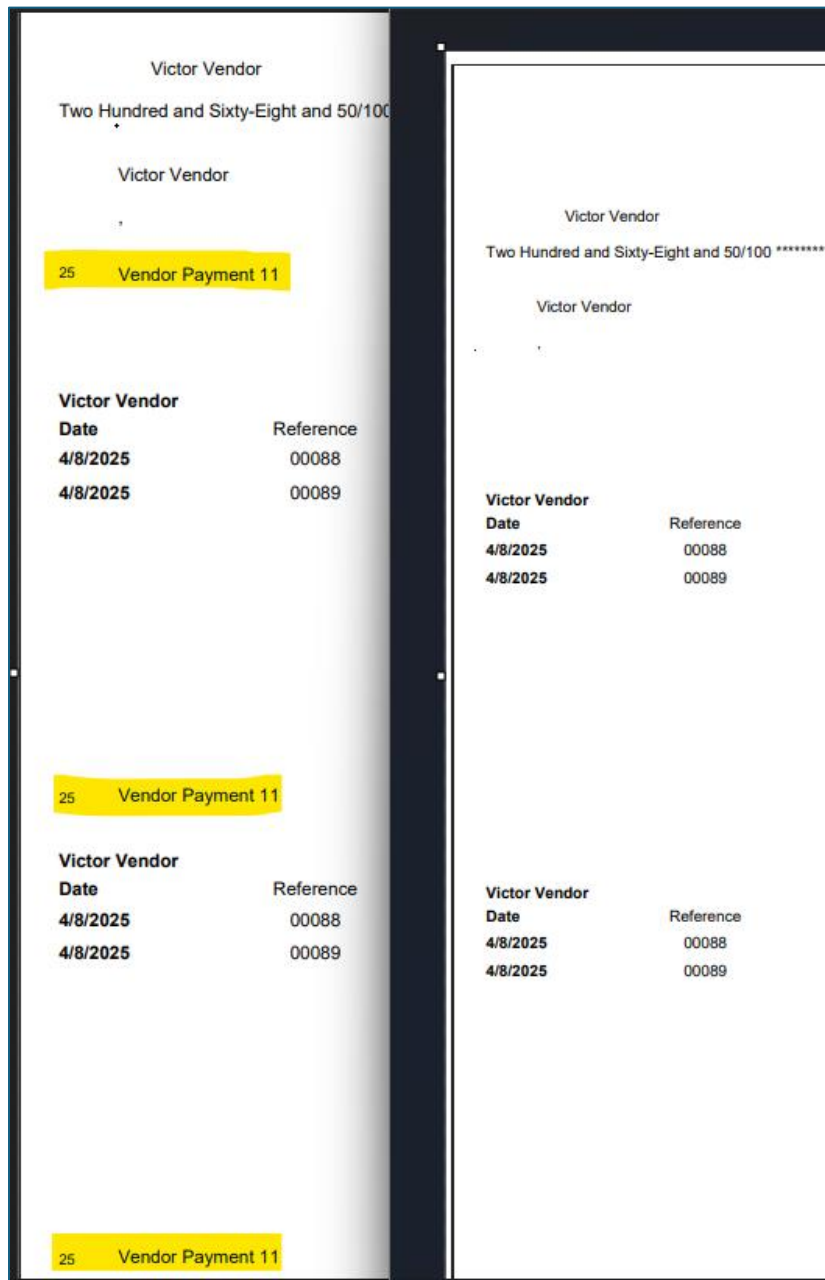 Victor Vendor
Two Hundred and Sixty-Eight and 50/100
Victor Vendor
,
25 Vendor Payment 11
Victor Vendor
Date Reference
4/8/2025 00088
4/8/2025 00089
25 Vendor Payment 11
Victor Vendor
Date Reference
4/8/2025 00088
4/8/2025 00089
25 Vendor Payment 11
Victor Vendor
Two Hundred and Sixty-Eight and 50/100 ********
Victor Vendor
. ,
Victor Vendor
Date Reference
4/8/2025 00088
4/8/2025 00089
Victor Vendor
Date Reference
4/8/2025 00088
4/8/2025 00089